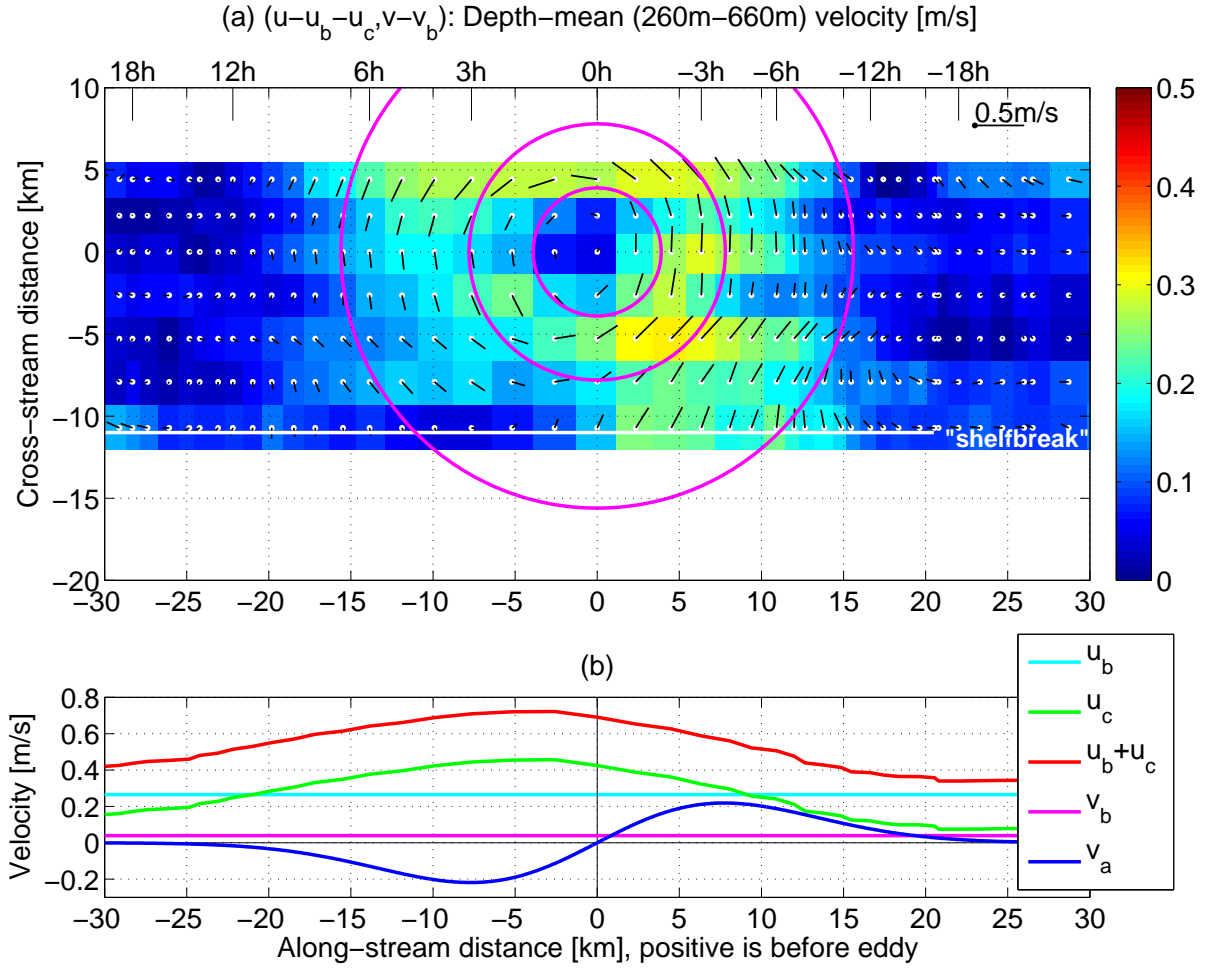 (a) (u−u_b−u_c,v−v_b): Depth−mean (260m−660m) velocity [m/s]
18h 12h 6h 3h 0h −3h −6h −12h −18h
10
5
0
−5
−10
−15
−20
Cross−stream distance [km]
0.5m/s
"shelfbreak"
−30 −25 −20 −15 −10 −5 0 5 10 15 20 25 30
0.5
0.4
0.3
0.2
0.1
0
(b)
0.8
0.6
0.4
0.2
0
−0.2
Velocity [m/s]
u_b
u_c
u_b+u_c
v_b
v_a
−30 −25 −20 −15 −10 −5 0 5 10 15 20 25 30
Along−stream distance [km], positive is before eddy